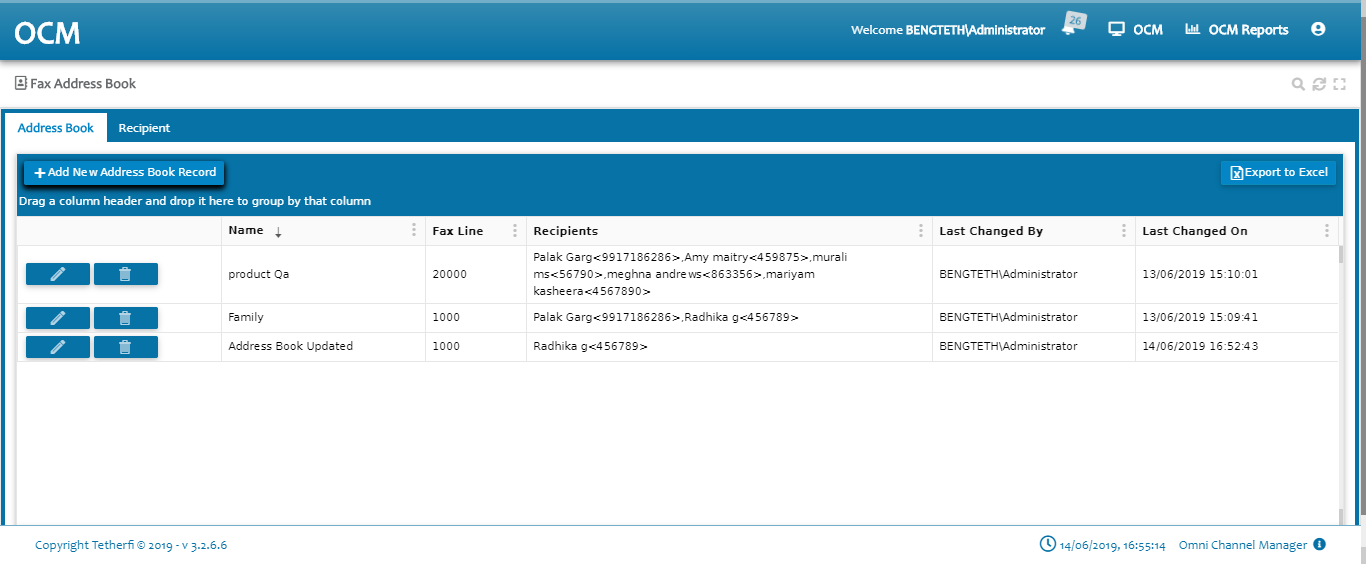 OCM
Welcome BENGTETH\Administrator
26
OCM
OCM Reports
Fax Address Book
Address Book
Recipient
Add New Address Book Record
Export to Excel
Drag a column header and drop it here to group by that column
Name
Fax Line
Recipients
Last Changed By
Last Changed On
product Qa
20000
Palak Garg<9917186286>,Amy maitry<459875>,murali
ms<56790>,meghna andrews<863356>,mariyam
kasheera<4567890>
BENGTETH\Administrator
13/06/2019 15:10:01
Family
1000
Palak Garg<9917186286>,Radhika g<456789>
BENGTETH\Administrator
13/06/2019 15:09:41
Address Book Updated
1000
Radhika g<456789>
BENGTETH\Administrator
14/06/2019 16:52:43
Copyright Tetherfi © 2019 - v 3.2.6.6
14/06/2019, 16:55:14
Omni Channel Manager